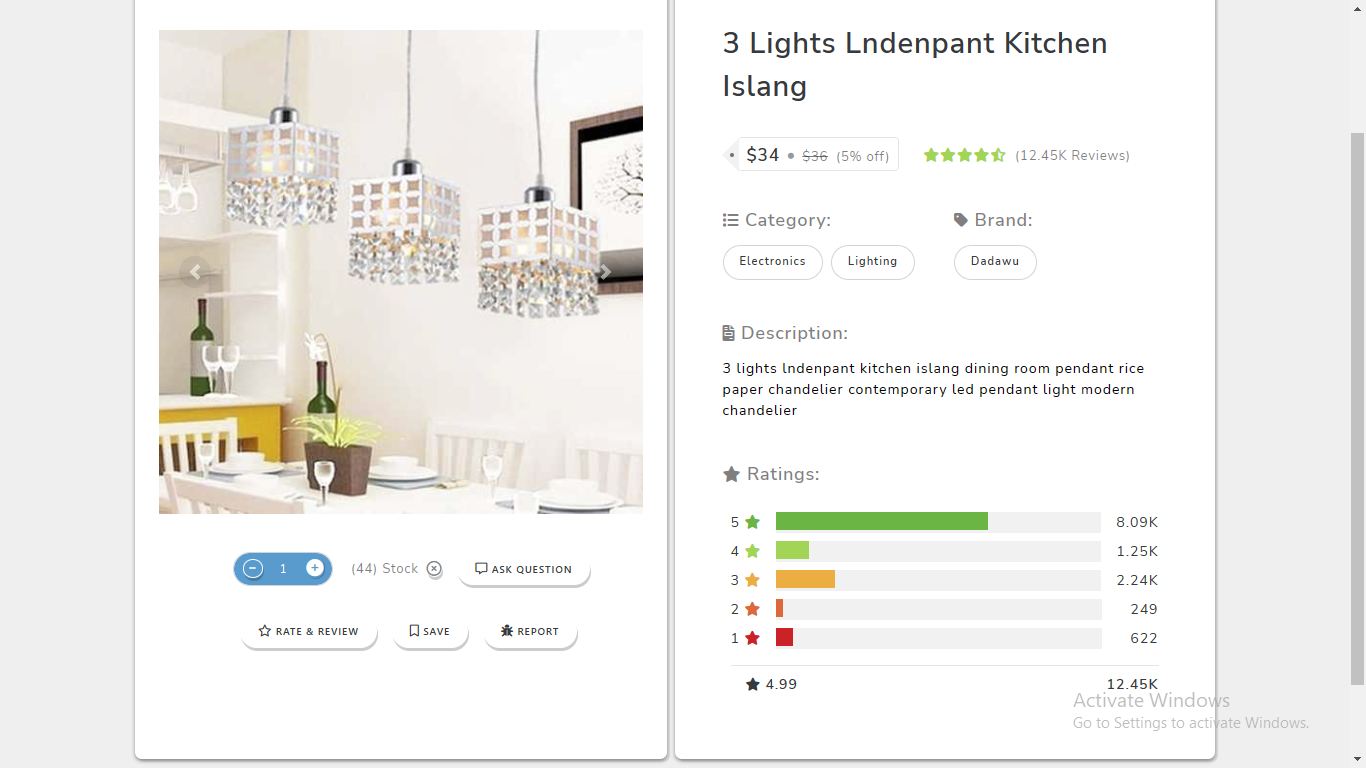 3 Lights Lndenpant Kitchen
Islang
$34 • $36 (5% off)
(12.45K Reviews)
Category:
Brand:
Electronics
Lighting
Dadawu
Description:
3 lights lndenpant kitchen islang dining room pendant rice
paper chandelier contemporary led pendant light modern
chandelier
Ratings:
5 8.09K
4 1.25K
3 2.24K
2 249
1 622
4.99 12.45K
1
(44) Stock
ASK QUESTION
RATE & REVIEW
SAVE
REPORT
Activate Windows
Go to Settings to activate Windows.